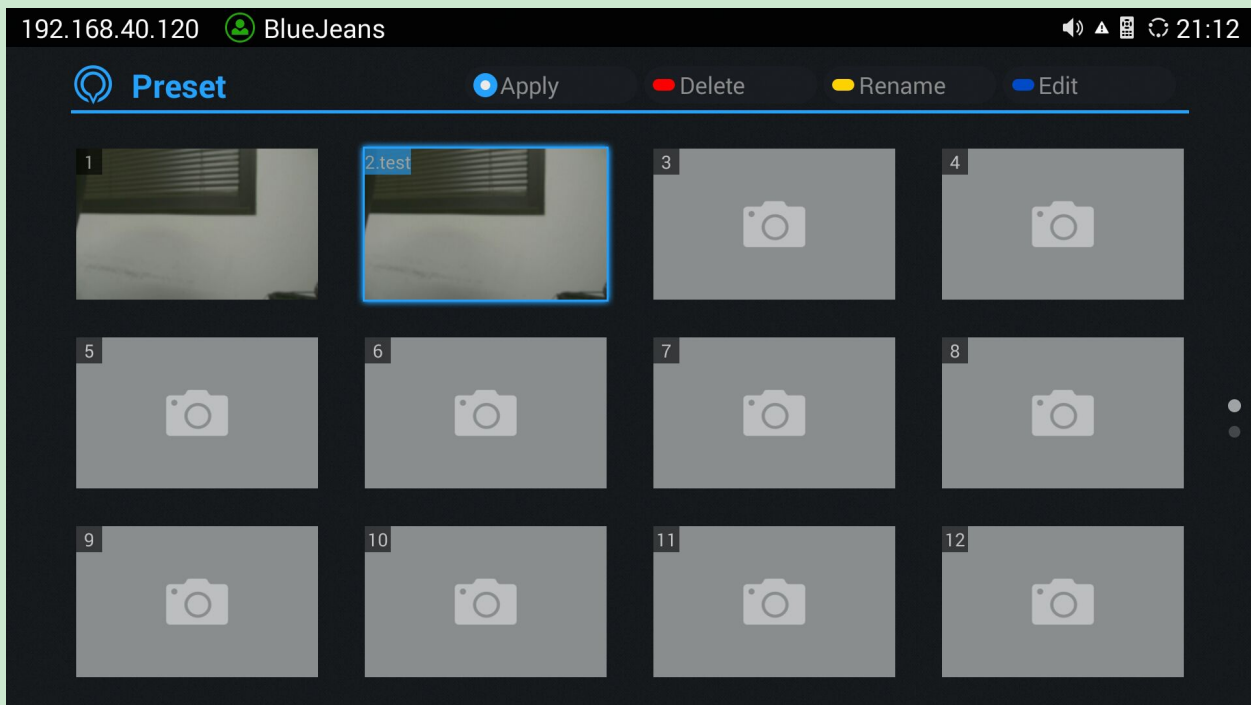 192.168.40.120 BlueJeans 21:12
Preset Apply Delete Rename Edit
1 2.test 3 4
5 6 7 8
9 10 11 12